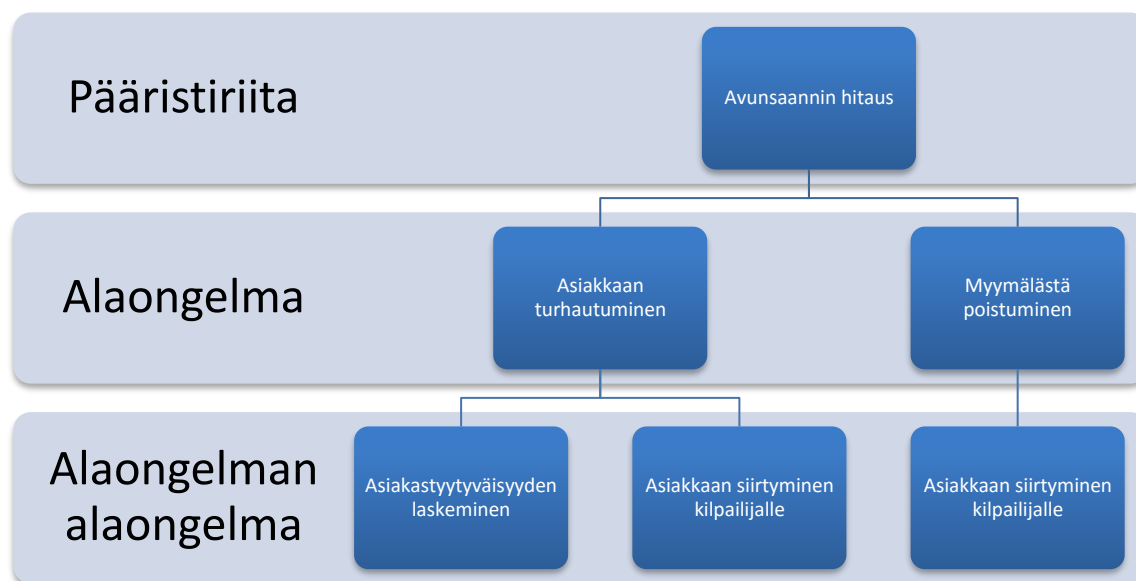 Pääristiriita
Avunsaannin hitaus
Alaongelma
Asiakkaan
turhautuminen
Myymälästä
poistuminen
Alaongelman
alaongelma
Asiakastyytyväisyyden
laskeminen
Asiakkaan siirtyminen
kilpailijalle
Asiakkaan siirtyminen
kilpailijalle